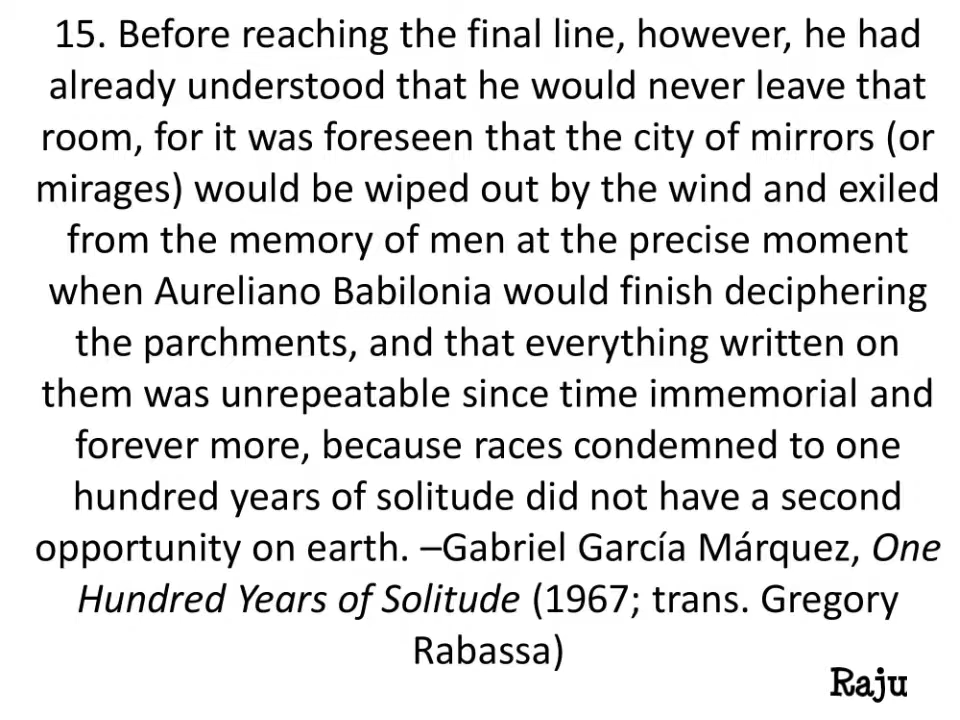 15. Before reaching the final line, however, he had
already understood that he would never leave that
room, for it was foreseen that the city of mirrors (or
mirages) would be wiped out by the wind and exiled
from the memory of men at the precise moment
when Aureliano Babilonia would finish deciphering
the parchments, and that everything written on
them was unrepeatable since time immemorial and
forever more, because races condemned to one
hundred years of solitude did not have a second
opportunity on earth. –Gabriel García Márquez, One
Hundred Years of Solitude (1967; trans. Gregory
Rabassa)
Raju